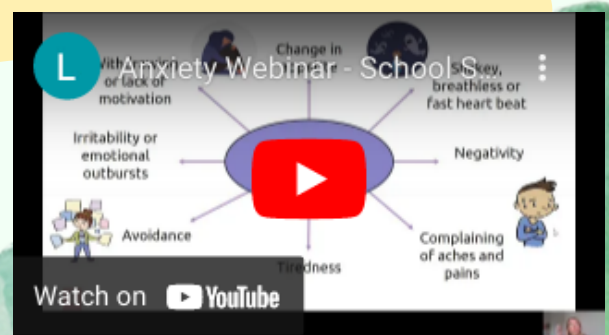 L
Anxiety Webinar - School S...
or lack of
motivation
Change in
breathless or
fast heart beat
Irritability or
emotional
outbursts
Negativity
Avoidance
Complaining
of aches and
pains
Tiredness
Watch on YouTube